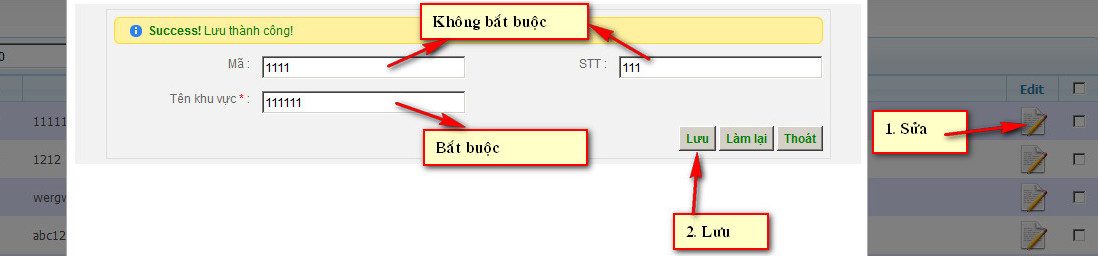 Không bắt buộc
Success! Lưu thành công!
0
Mã :
1111
STT :
111
Edit
Tên khu vực * :
111111
11111
1. Sửa
Bắt buộc
Lưu
Làm lại
Thoát
1212
wergw
2. Lưu
abc12